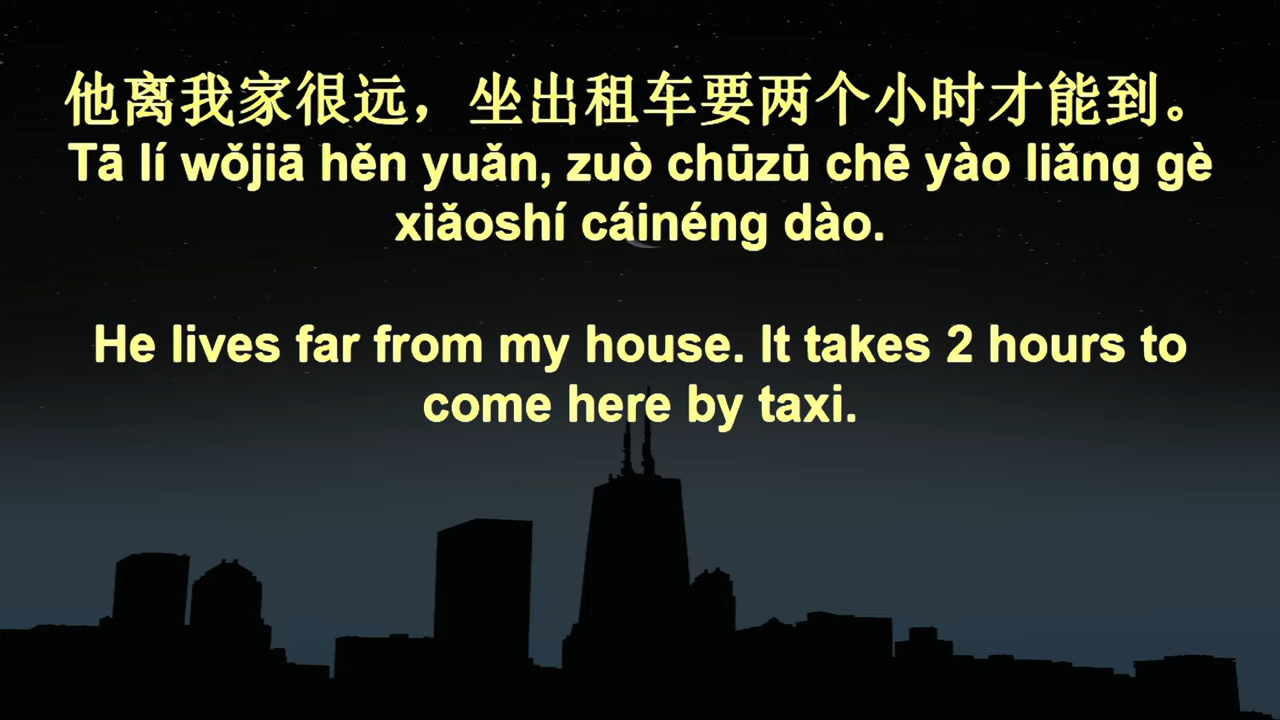 他离我家很远，坐出租车要两个小时才能到。
Tā lí wǒjiā hěn yuǎn, zuò chūzū chē yào liǎng gè
xiǎoshí cáinéng dào.
He lives far from my house. It takes 2 hours to
come here by taxi.